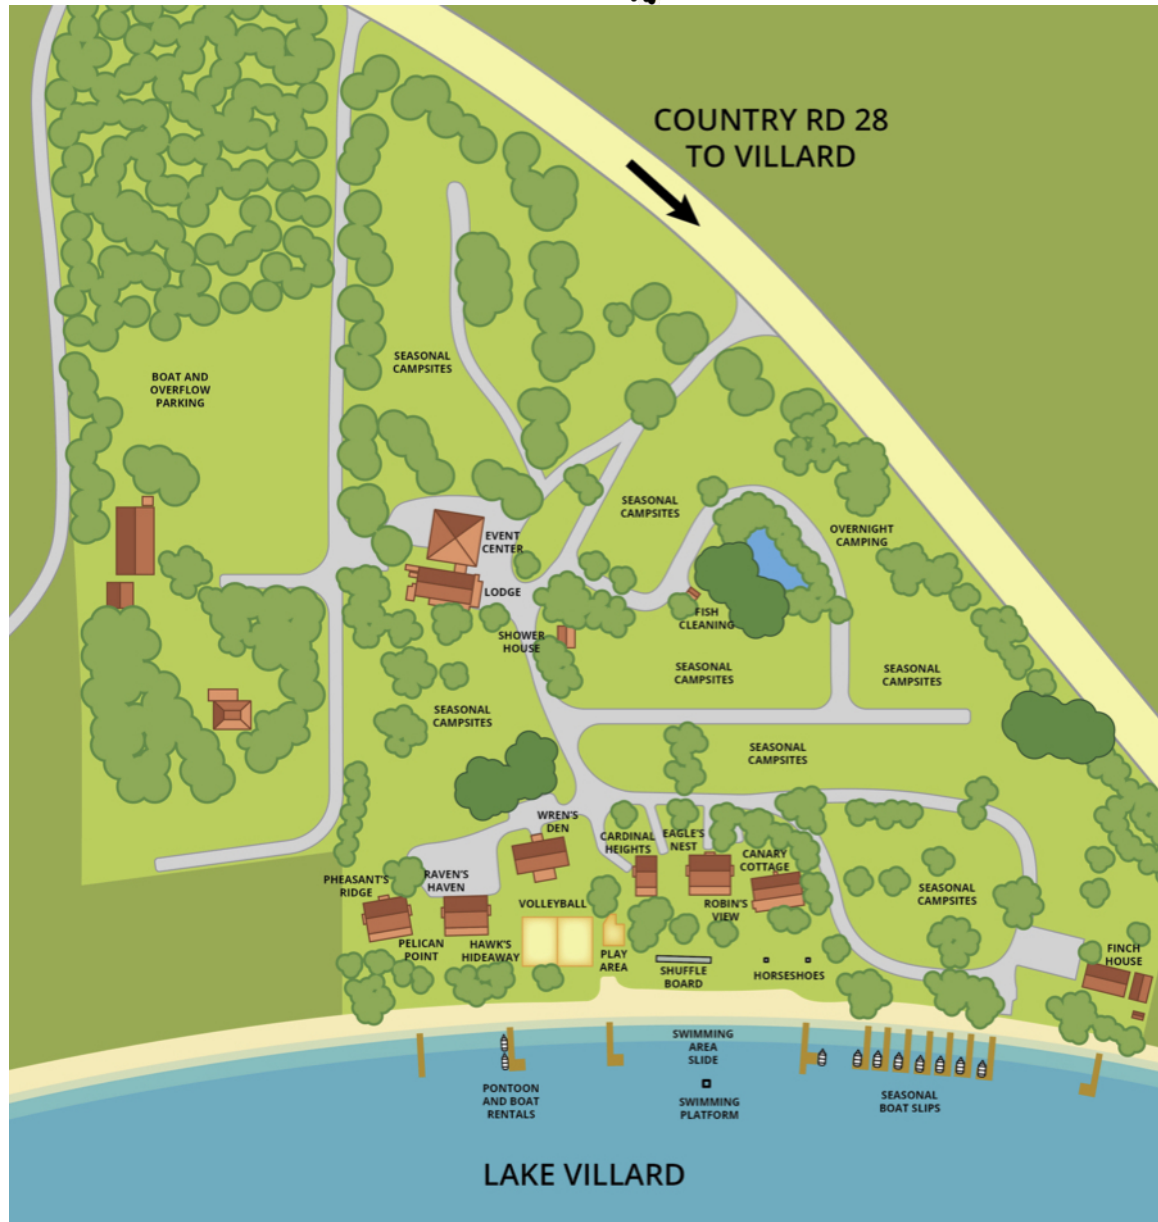 COUNTRY RD 28
TO VILLARD
SEASONAL
CAMPSITES
BOAT AND
OVERFLOW
PARKING
SEASONAL
CAMPSITES
EVENT
CENTER
OVERNIGHT
CAMPING
LODGE
FISH
CLEANING
SHOWER
HOUSE
SEASONAL
CAMPSITES
SEASONAL
CAMPSITES
SEASONAL
CAMPSITES
SEASONAL
CAMPSITES
WREN'S
DEN
CARDINAL
HEIGHTS
EAGLE'S
NEST
CANARY
COTTAGE
PHEASANT'S
RIDGE
RAVEN'S
HAVEN
SEASONAL
CAMPSITES
VOLLEYBALL
ROBIN'S
VIEW
PELICAN
POINT
HAWK'S
HIDEAWAY
PLAY
AREA
SHUFFLE
BOARD
HORSESHOES
FINCH
HOUSE
SWIMMING
AREA
SLIDE
PONTOON
AND BOAT
RENTALS
SWIMMING
PLATFORM
SEASONAL
BOAT SLIPS
LAKE VILLARD